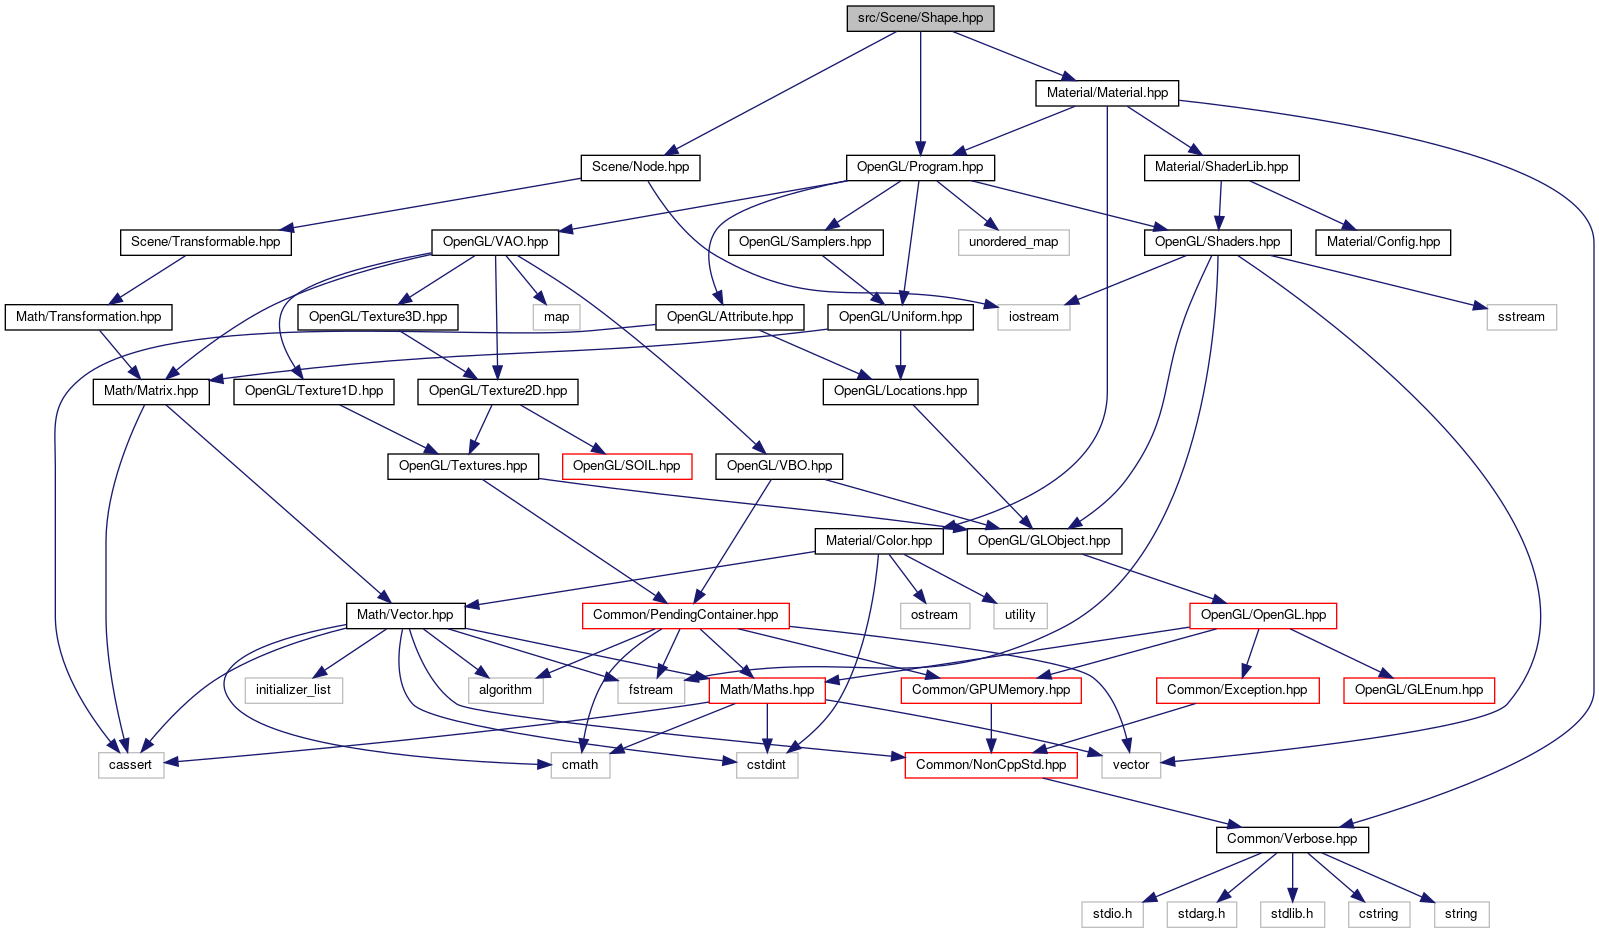 src/Scene/Shape.hpp
Material/Material.hpp
Scene/Node.hpp
OpenGL/Program.hpp
Material/ShaderLib.hpp
Scene/Transformable.hpp
OpenGL/VAO.hpp
OpenGL/Samplers.hpp
unordered_map
OpenGL/Shaders.hpp
Material/Config.hpp
Math/Transformation.hpp
OpenGL/Texture3D.hpp
map
OpenGL/Attribute.hpp
OpenGL/Uniform.hpp
iostream
sstream
Math/Matrix.hpp
OpenGL/Texture1D.hpp
OpenGL/Texture2D.hpp
OpenGL/Locations.hpp
OpenGL/Textures.hpp
OpenGL/SOIL.hpp
OpenGL/VBO.hpp
Material/Color.hpp
OpenGL/GLObject.hpp
Math/Vector.hpp
Common/PendingContainer.hpp
ostream
utility
OpenGL/OpenGL.hpp
initializer_list
algorithm
fstream
Math/Maths.hpp
Common/GPUMemory.hpp
Common/Exception.hpp
OpenGL/GLEnum.hpp
cassert
cmath
cstdint
Common/NonCppStd.hpp
vector
Common/Verbose.hpp
stdio.h
stdarg.h
stdlib.h
cstring
string